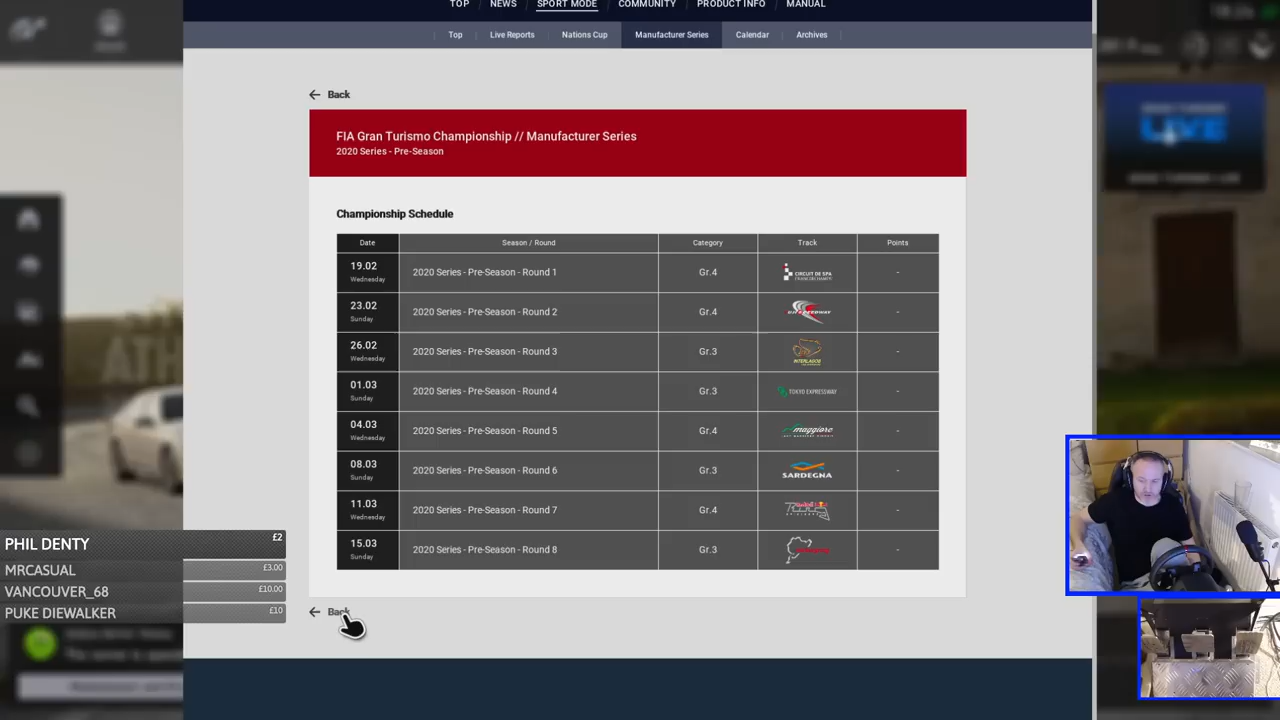 TOP NEWS SPORT MODE COMMUNITY PRODUCT INFO MANUAL
Top Live Reports Nations Cup Manufacturer Series Calendar Archives
← Back
FIA Gran Turismo Championship // Manufacturer Series
2020 Series - Pre-Season
Championship Schedule
Date Season / Round Category Track Points
19.02 Wednesday 2020 Series - Pre-Season - Round 1 Gr.4 CIRCUIT DE SPA -
23.02 Sunday 2020 Series - Pre-Season - Round 2 Gr.4 -
26.02 Wednesday 2020 Series - Pre-Season - Round 3 Gr.3 INTERLAGOS -
01.03 Sunday 2020 Series - Pre-Season - Round 4 Gr.3 TOKYO EXPRESSWAY -
04.03 Wednesday 2020 Series - Pre-Season - Round 5 Gr.4 Maggiore -
08.03 Sunday 2020 Series - Pre-Season - Round 6 Gr.3 SARDEGNA -
11.03 Wednesday 2020 Series - Pre-Season - Round 7 Gr.4 -
15.03 Sunday 2020 Series - Pre-Season - Round 8 Gr.3 -
← Back
PHIL DENTY £2
MRCASUAL £3.00
VANCOUVER_68 £10.00
PUKE DIEWALKER £10
LIVE